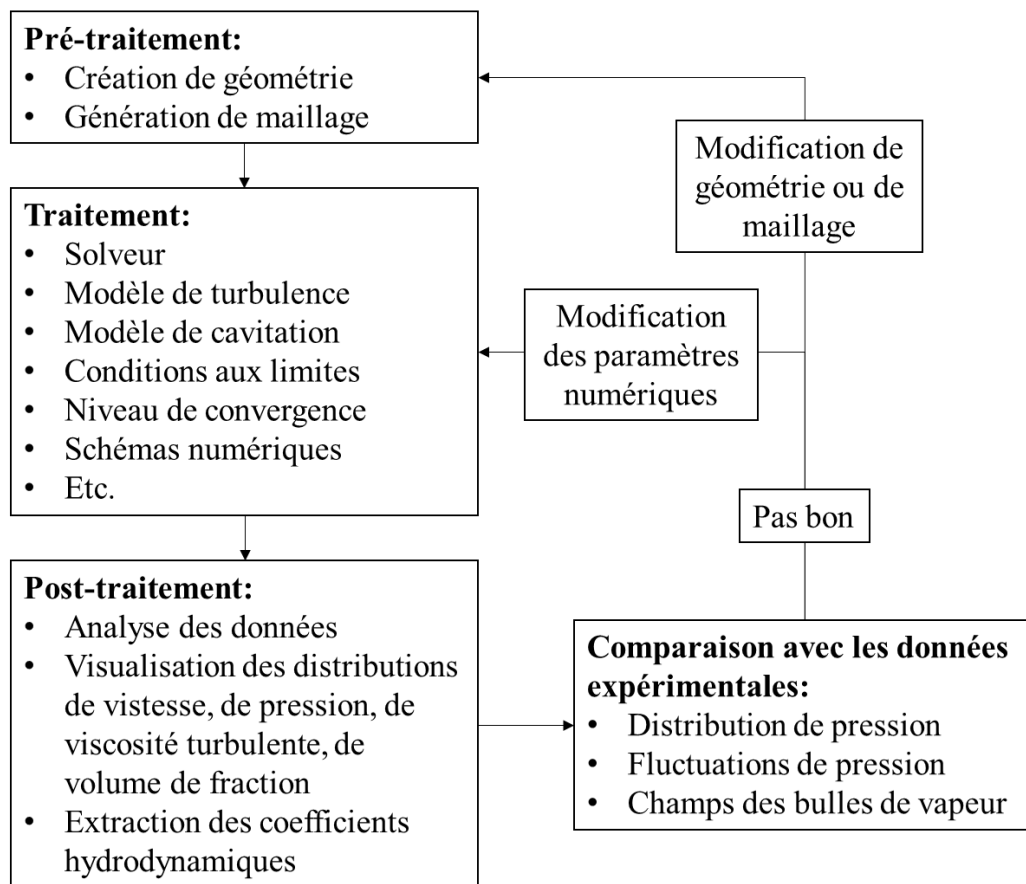 Pré-traitement:
• Création de géométrie
• Génération de maillage
Modification de
géométrie ou de
maillage
Traitement:
• Solveur
• Modèle de turbulence
• Modèle de cavitation
• Conditions aux limites
• Niveau de convergence
• Schémas numériques
• Etc.
Modification
des paramètres
numériques
Pas bon
Post-traitement:
• Analyse des données
• Visualisation des distributions
de vistesse, de pression, de
viscosité turbulente, de
volume de fraction
• Extraction des coefficients
hydrodynamiques
Comparaison avec les données
expérimentales:
• Distribution de pression
• Fluctuations de pression
• Champs des bulles de vapeur